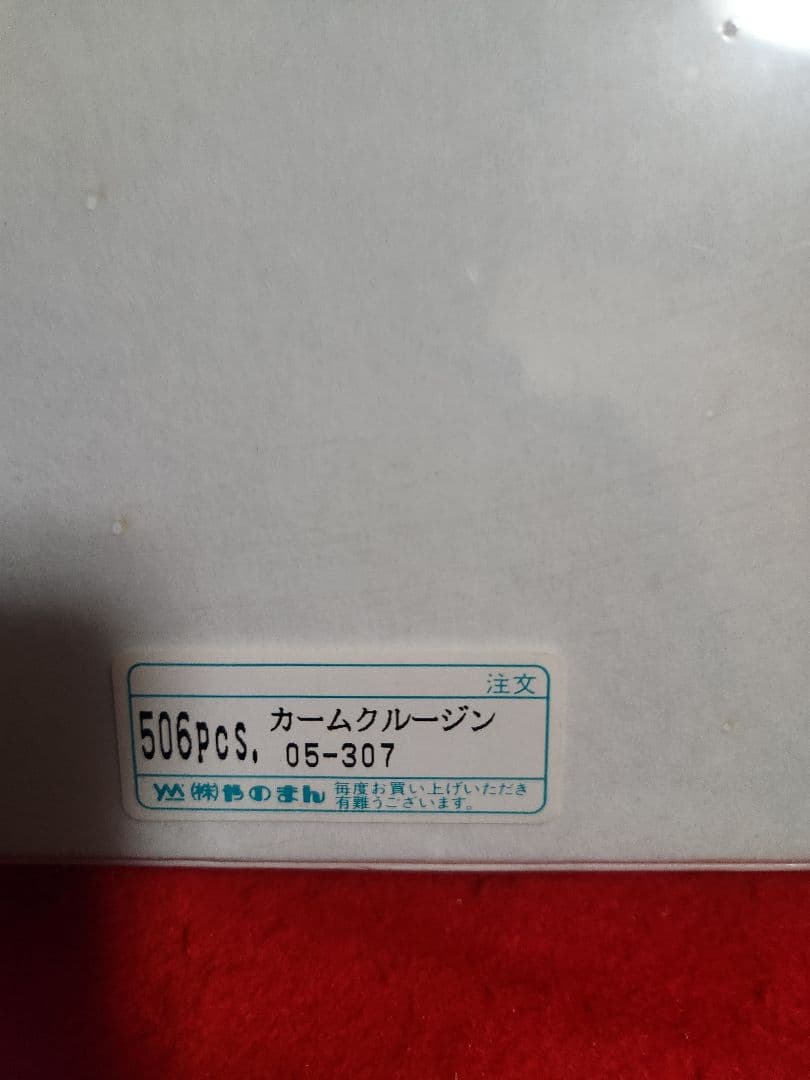 注文
506pcs.
カームクルージン
05-307
YM (株)やのまん
毎度お買い上げいただき
有難うございます。